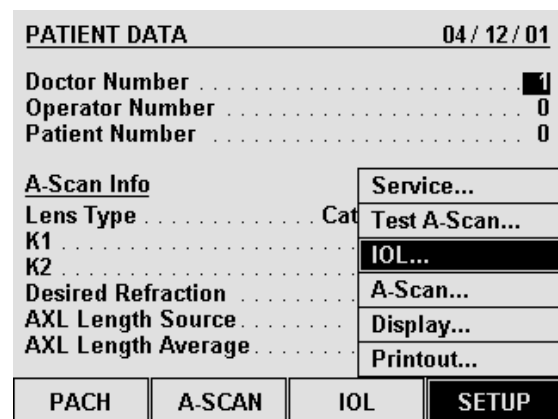 PATIENT DATA 04/12/01
Doctor Number . . . . . . . . . . . . . . . . . . . . . . . 1
Operator Number . . . . . . . . . . . . . . . . . . . . . 0
Patient Number . . . . . . . . . . . . . . . . . . . . . . 0
A-Scan Info
Lens Type . . . . . . . . . . . . Cat
K1 . . . . . . . . . . . . . . . . . . .
K2 . . . . . . . . . . . . . . . . . . .
Desired Refraction . . . . . . . .
AXL Length Source . . . . . . .
AXL Length Average . . . . . .
Service...
Test A-Scan...
IOL...
A-Scan...
Display...
Printout...
PACH A-SCAN IOL SETUP